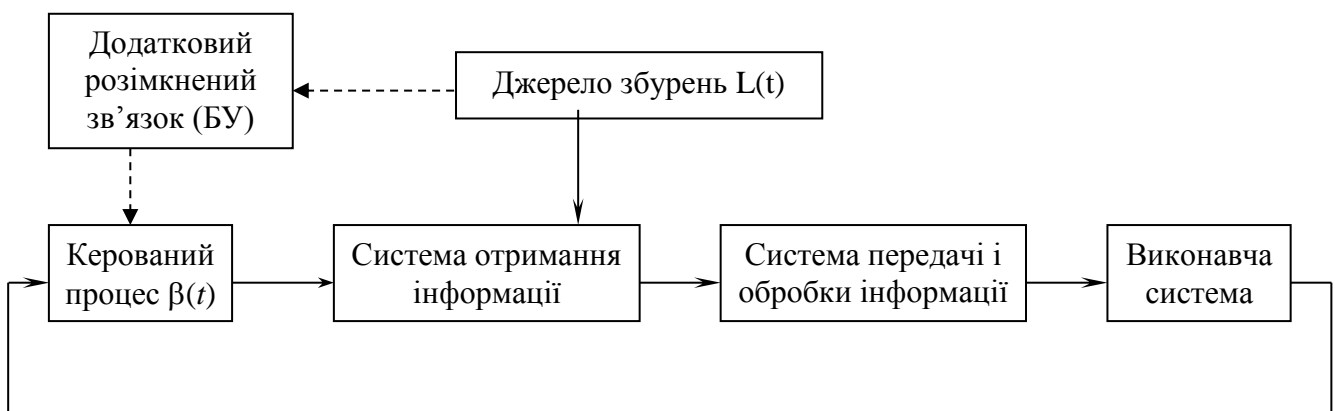 Додатковий
розімкнений
зв’язок (БУ)
Джерело збурень L(t)
Керований
процес β(t)
Система отримання
інформації
Система передачі і
обробки інформації
Виконавча
система